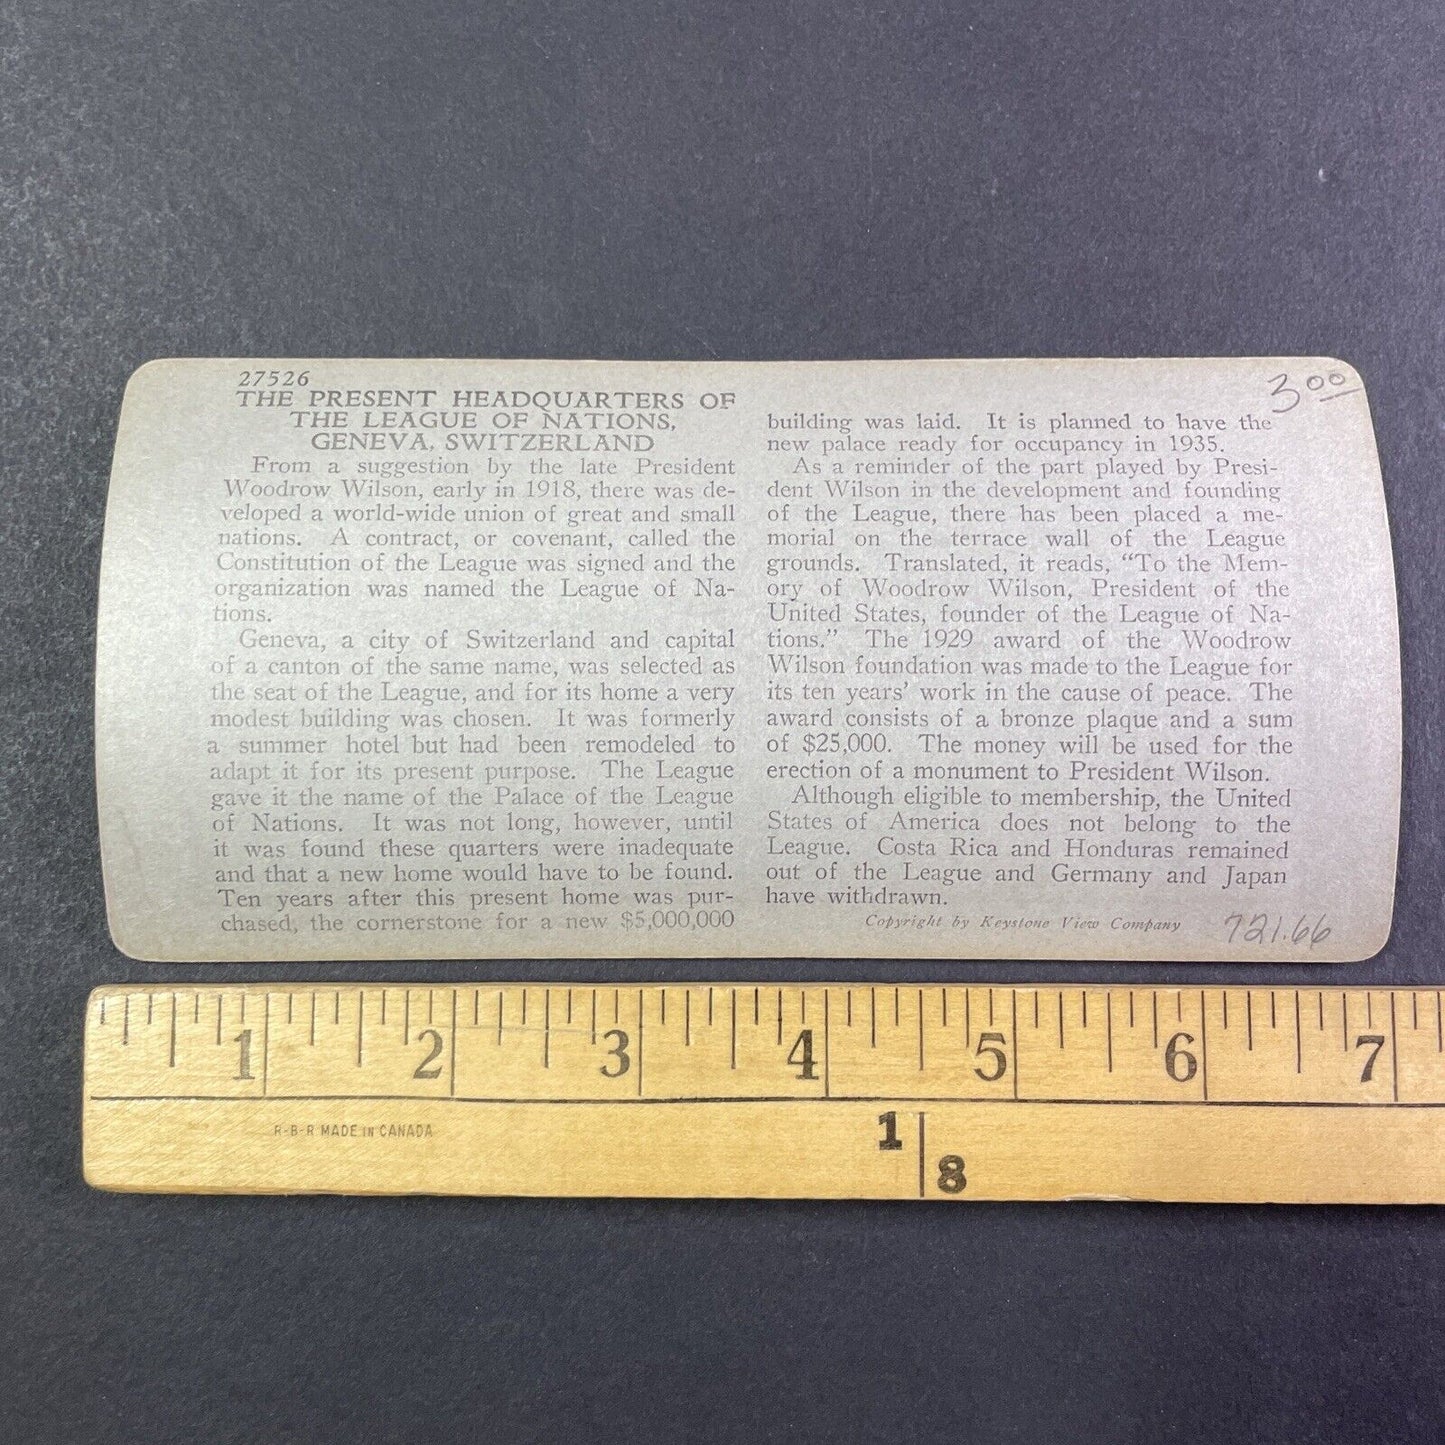 27526
THE PRESENT HEADQUARTERS OF
THE LEAGUE OF NATIONS,
GENEVA, SWITZERLAND
From a suggestion by the late President
Woodrow Wilson, early in 1918, there was de-
veloped a world-wide union of great and small
nations. A contract, or covenant, called the
Constitution of the League was signed and the
organization was named the League of Na-
tions.
Geneva, a city of Switzerland and capital
of a canton of the same name, was selected as
the seat of the League, and for its home a very
modest building was chosen. It was formerly
a summer hotel but had been remodeled to
adapt it for its present purpose. The League
gave it the name of the Palace of the League
of Nations. It was not long, however, until
it was found these quarters were inadequate
and that a new home would have to be found.
Ten years after this present home was pur-
chased, the cornerstone for a new $5,000,000
3 00
building was laid. It is planned to have the
new palace ready for occupancy in 1935.
As a reminder of the part played by Presi-
dent Wilson in the development and founding
of the League, there has been placed a me-
morial on the terrace wall of the League
grounds. Translated, it reads, "To the Mem-
ory of Woodrow Wilson, President of the
United States, founder of the League of Na-
tions." The 1929 award of the Woodrow
Wilson foundation was made to the League for
its ten years' work in the cause of peace. The
award consists of a bronze plaque and a sum
of $25,000. The money will be used for the
erection of a monument to President Wilson.
Although eligible to membership, the United
States of America does not belong to the
League. Costa Rica and Honduras remained
out of the League and Germany and Japan
have withdrawn.
Copyright by Keystone View Company
721.66
1 2 3 4 5 6 7
R-B-R MADE IN CANADA
1
8